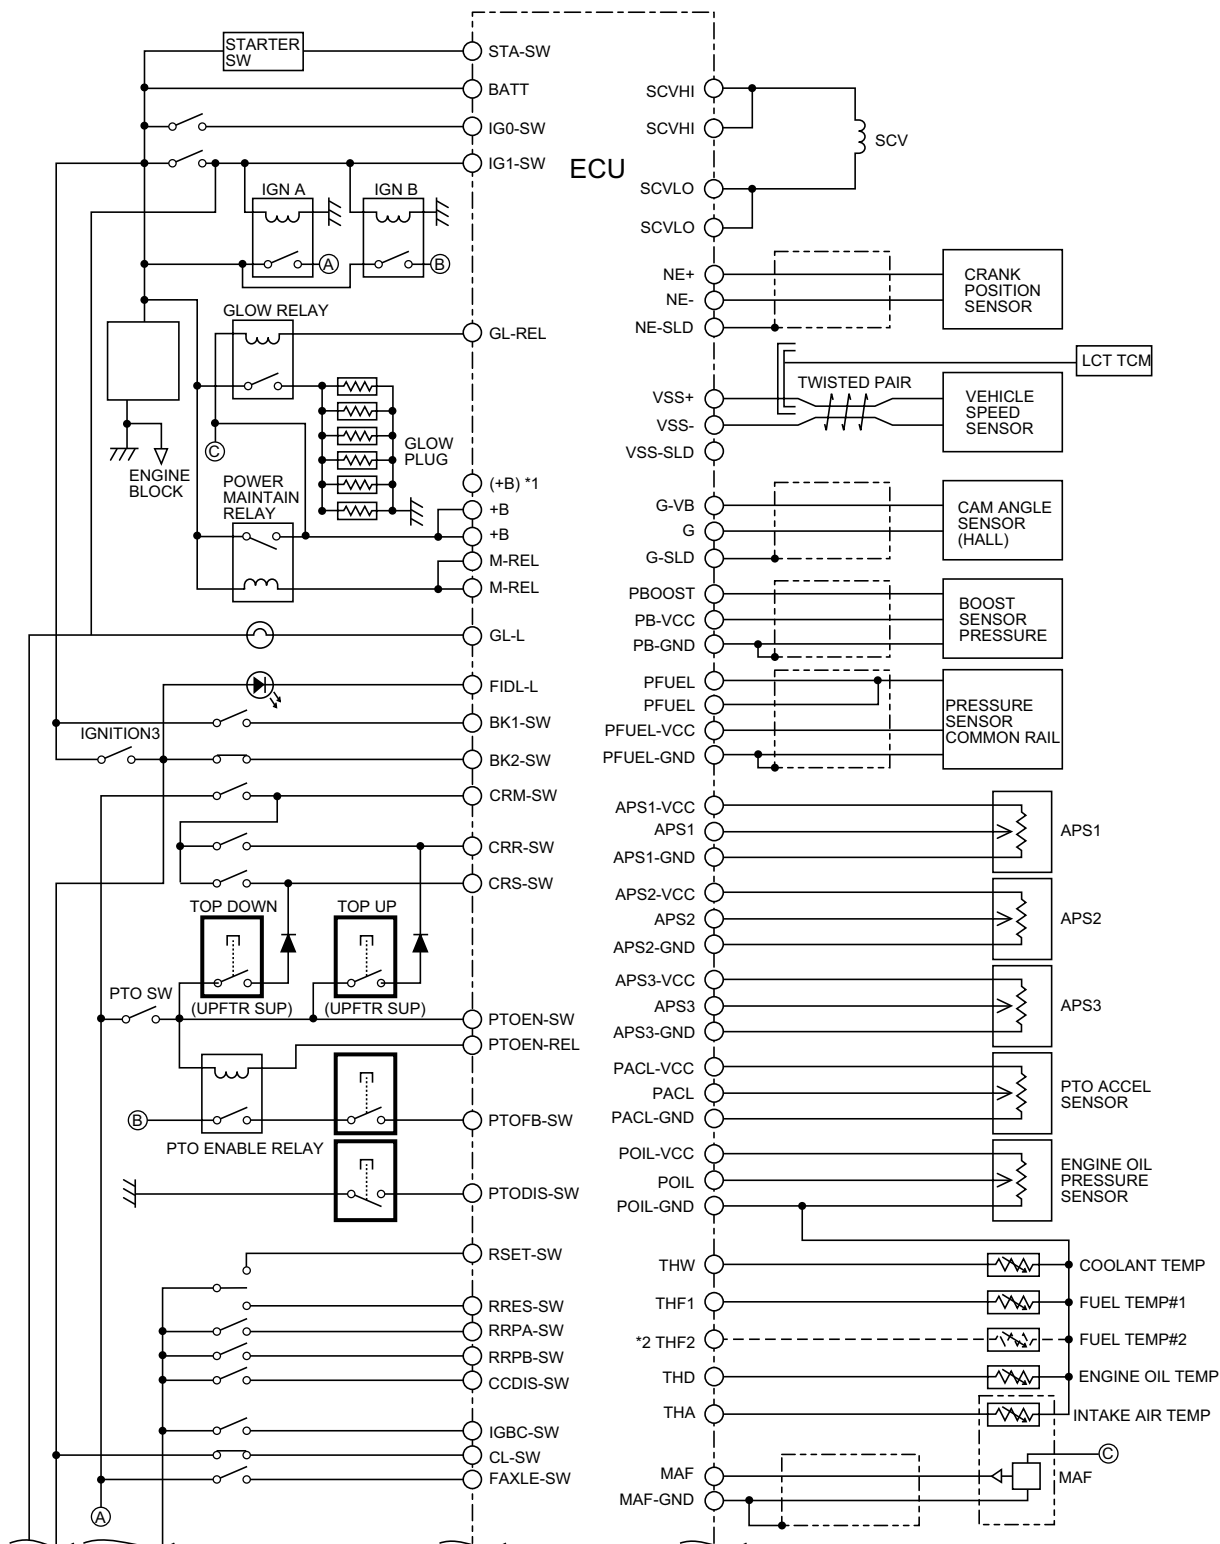 STARTER
SW
STA-SW
BATT
IG0-SW
IG1-SW
ECU
IGN A
IGN B
A
B
GLOW RELAY
GL-REL
C
GLOW
PLUG
ENGINE
BLOCK
POWER
MAINTAIN
RELAY
(+B) *1
+B
+B
M-REL
M-REL
GL-L
FIDL-L
BK1-SW
IGNITION3
BK2-SW
CRM-SW
CRR-SW
CRS-SW
TOP DOWN
TOP UP
PTO SW
(UPFTR SUP)
(UPFTR SUP)
PTOEN-SW
PTOEN-REL
B
PTOFB-SW
PTO ENABLE RELAY
PTODIS-SW
RSET-SW
RRES-SW
RRPA-SW
RRPB-SW
CCDIS-SW
IGBC-SW
CL-SW
FAXLE-SW
A
SCVHI
SCVHI
SCV
SCVLO
SCVLO
NE+
NE-
NE-SLD
CRANK
POSITION
SENSOR
LCT TCM
TWISTED PAIR
VSS+
VSS-
VSS-SLD
VEHICLE
SPEED
SENSOR
G-VB
G
G-SLD
CAM ANGLE
SENSOR
(HALL)
PBOOST
PB-VCC
PB-GND
BOOST
SENSOR
PRESSURE
PFUEL
PFUEL
PFUEL-VCC
PFUEL-GND
PRESSURE
SENSOR
COMMON RAIL
APS1-VCC
APS1
APS1-GND
APS1
APS2-VCC
APS2
APS2-GND
APS2
APS3-VCC
APS3
APS3-GND
APS3
PACL-VCC
PACL
PACL-GND
PTO ACCEL
SENSOR
POIL-VCC
POIL
POIL-GND
ENGINE OIL
PRESSURE
SENSOR
THW
COOLANT TEMP
THF1
FUEL TEMP#1
*2 THF2
FUEL TEMP#2
THD
ENGINE OIL TEMP
THA
INTAKE AIR TEMP
C
MAF
MAF
MAF-GND